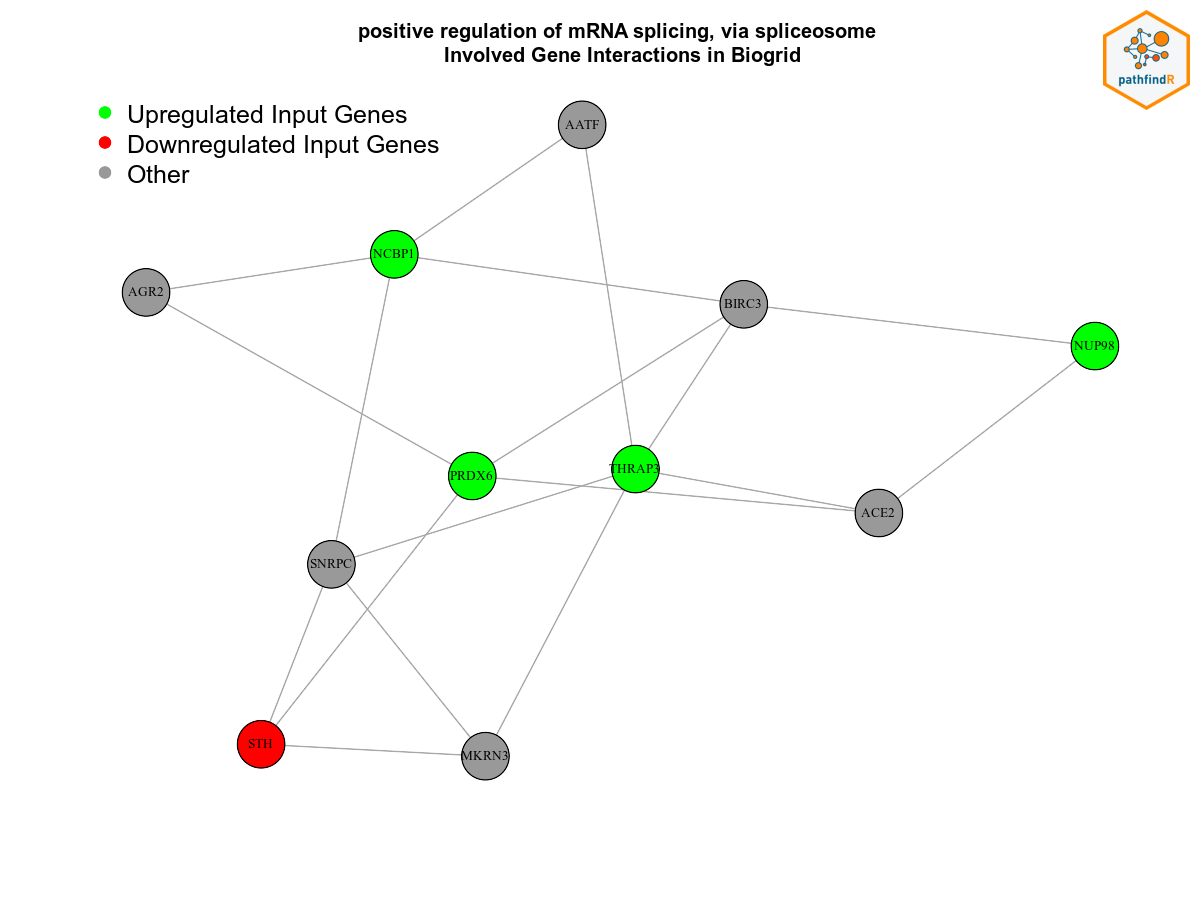 positive regulation of mRNA splicing, via spliceosome
Involved Gene Interactions in Biogrid
pathfindR
Upregulated Input Genes
Downregulated Input Genes
Other
AATF
NCBP1
AGR2
BIRC3
NUP98
PRDX6
THRAP3
ACE2
SNRPC
STH
MKRN3